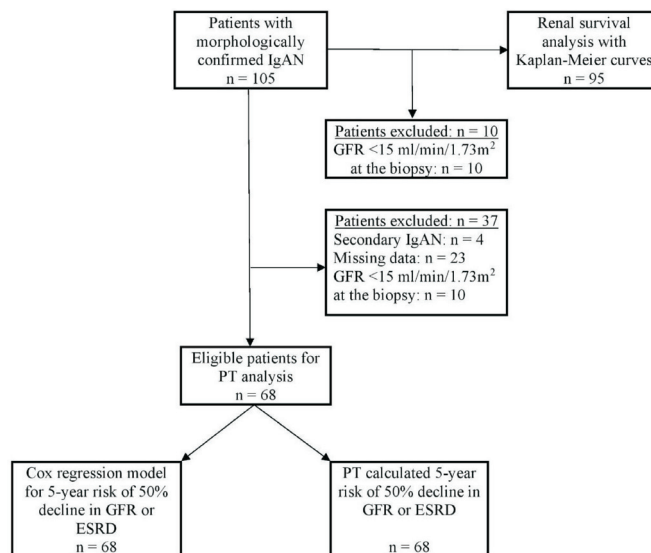 Patients with
morphologically
confirmed IgAN
n = 105
Renal survival
analysis with
Kaplan-Meier curves
n = 95
Patients excluded: n = 10
GFR <15 ml/min/1.73m²
at the biopsy: n = 10
Patients excluded: n = 37
Secondary IgAN: n = 4
Missing data: n = 23
GFR <15 ml/min/1.73m²
at the biopsy: n = 10
Eligible patients for
PT analysis
n = 68
Cox regression model
for 5-year risk of 50%
decline in GFR or
ESRD
n = 68
PT calculated 5-year
risk of 50% decline in
GFR or ESRD
n = 68